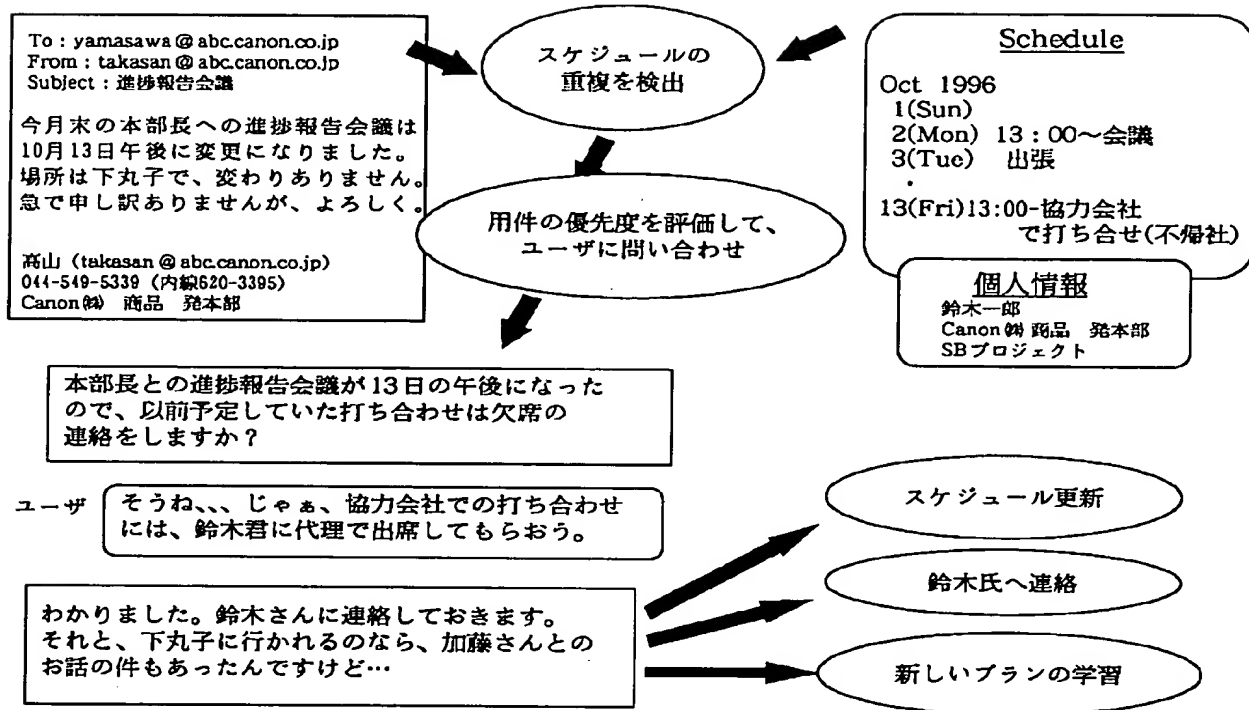 To : yamasawa @ abc.canon.co.jp
From : takasan @ abc.canon.co.jp
Subject : 進捗報告会議
今月末の本部長への進捗報告会議は
10月13日午後に変更になりました。
場所は下丸子で、変わりありません。
急で申し訳ありませんが、よろしく。
高山 (takasan @ abc.canon.co.jp)
044-549-5339 (内線620-3395)
Canon㈱ 商品 発本部
スケジュールの
重複を検出
Schedule
Oct 1996
1(Sun)
2(Mon) 13：00〜会議
3(Tue) 出張
・
13(Fri)13:00-協力会社
で打ち合せ(不帰社)
個人情報
鈴木一郎
Canon㈱ 商品 発本部
SBプロジェクト
用件の優先度を評価して、
ユーザに問い合わせ
本部長との進捗報告会議が13日の午後になった
ので、以前予定していた打ち合わせは欠席の
連絡をしますか？
ユーザ
そうね、、、じゃぁ、協力会社での打ち合わせ
には、鈴木君に代理で出席してもらおう。
わかりました。鈴木さんに連絡しておきます。
それと、下丸子に行かれるのなら、加藤さんとの
お話の件もあったんですけど…
スケジュール更新
鈴木氏へ連絡
新しいプランの学習